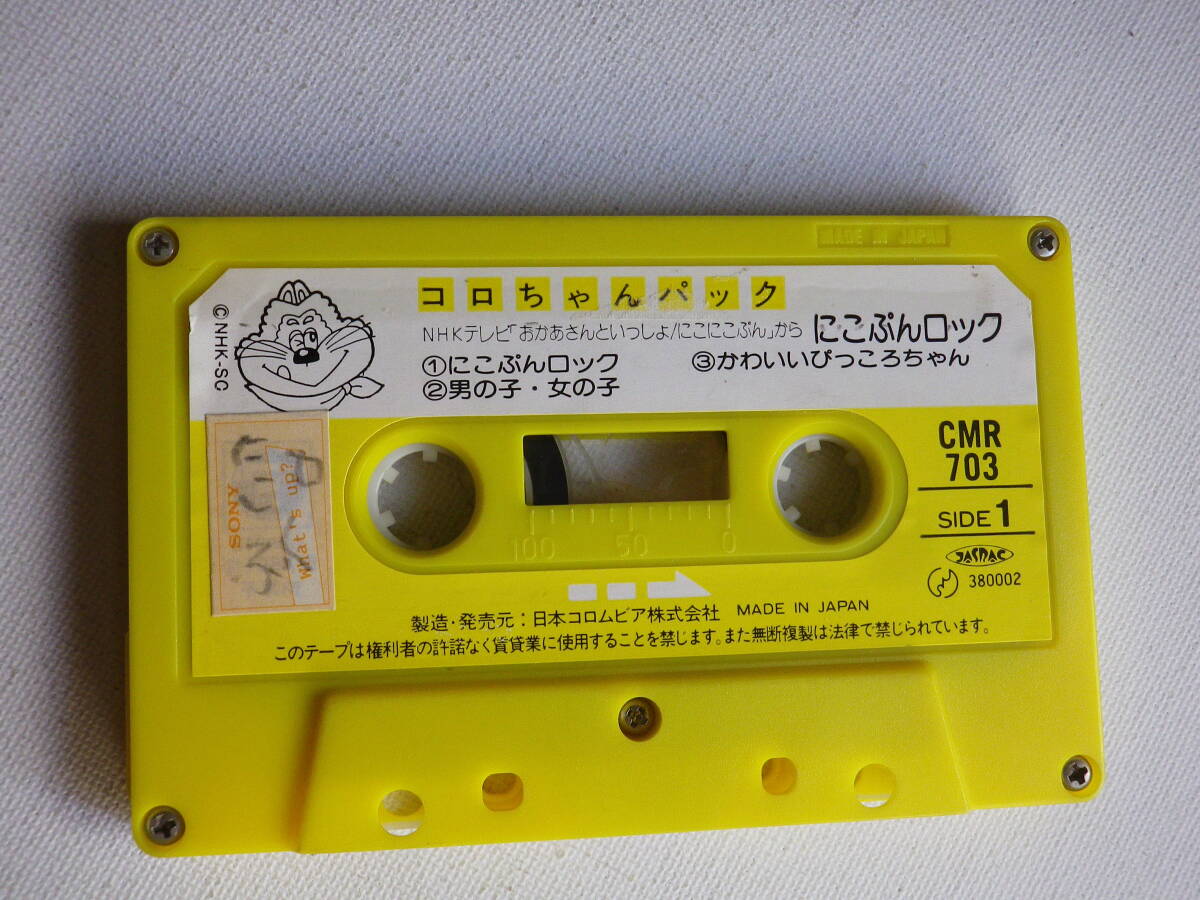 MADE IN JAPAN
コロちゃんパック
©NHK-SC
NHKテレビ「おかあさんといっしょ/にこにこぷん」から にこぷんロック
①にこぷんロック ③かわいいぴっころちゃん
②男の子・女の子
CMR
703
SIDE 1
JASRAC
380002
SONY
What's up?
100 50 0
製造・発売元：日本コロムビア株式会社 MADE IN JAPAN
このテープは権利者の許諾なく賃貸業に使用することを禁じます。また無断複製は法律で禁じられています。